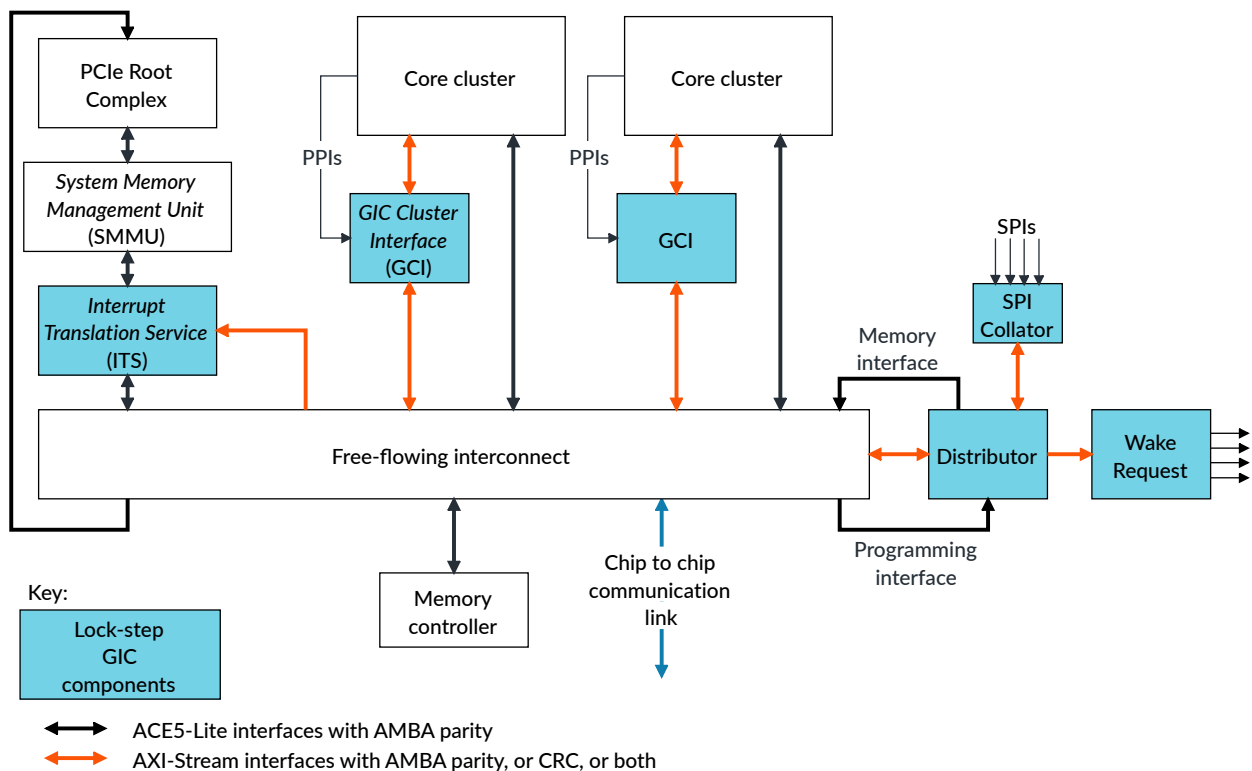 PCIe Root
Complex
System Memory
Management Unit
(SMMU)
Interrupt
Translation Service
(ITS)
Core cluster
PPIs
GIC Cluster
Interface
(GCI)
Core cluster
PPIs
GCI
SPIs
SPI
Collator
Memory
interface
Free-flowing interconnect
Distributor
Wake
Request
Programming
interface
Memory
controller
Chip to chip
communication
link
Key:
Lock-step
GIC
components
ACE5-Lite interfaces with AMBA parity
AXI-Stream interfaces with AMBA parity, or CRC, or both